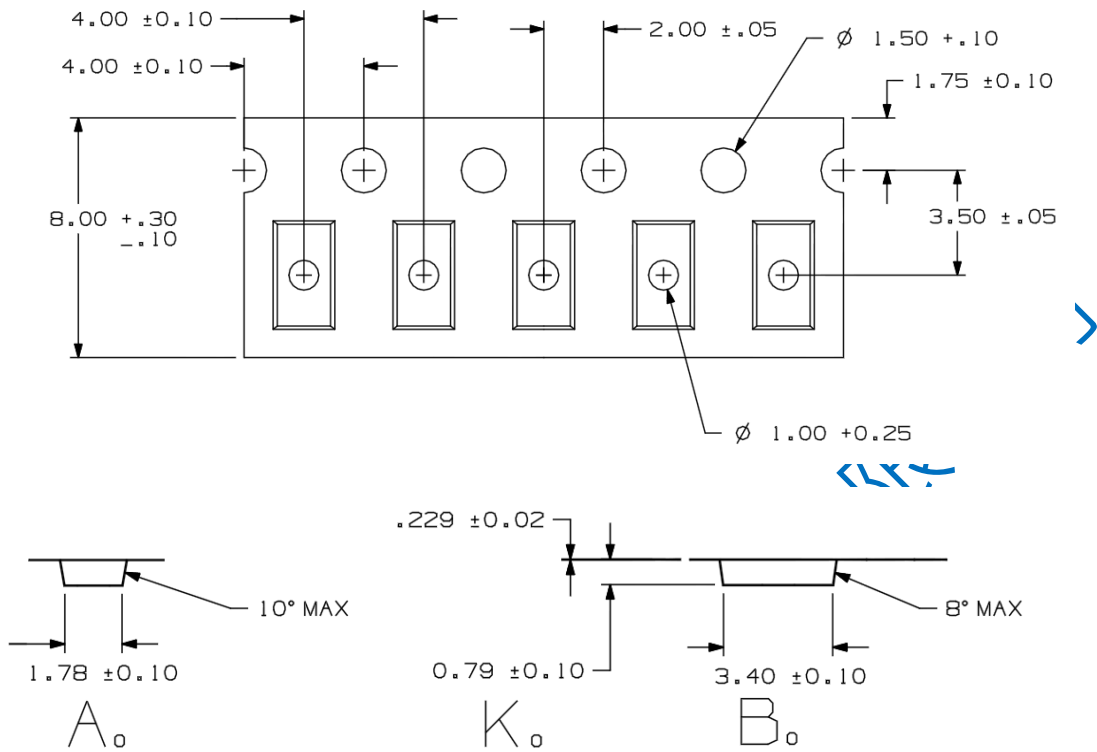 4.00 ±0.10
2.00 ±.05
Ø 1.50 +.10
4.00 ±0.10
1.75 ±0.10
8.00 +.30
-.10
3.50 ±.05
Ø 1.00 +0.25
.229 ±0.02
10° MAX
8° MAX
1.78 ±0.10
0.79 ±0.10
3.40 ±0.10
A₀
K₀
B₀